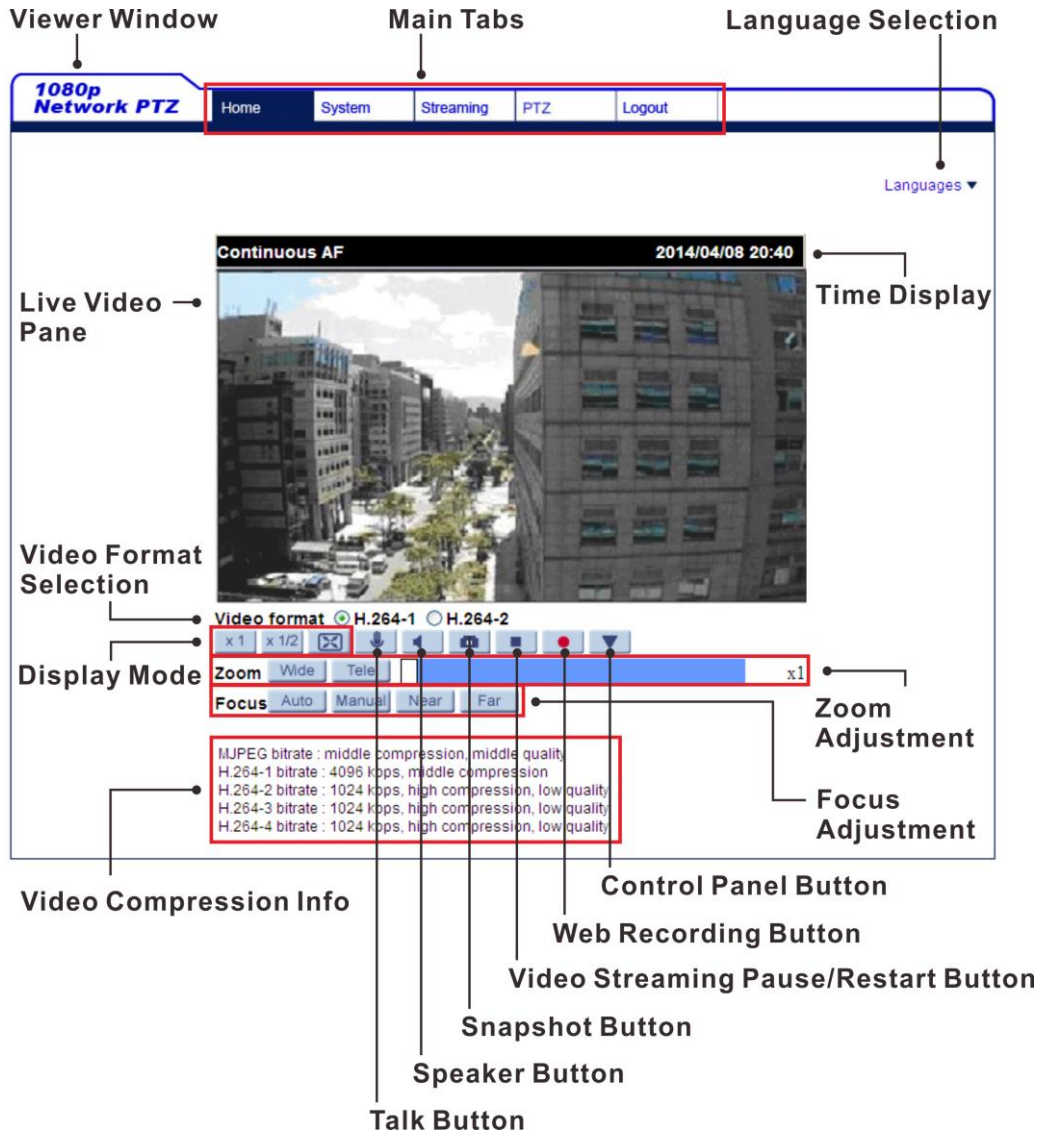 Viewer Window
Main Tabs
Language Selection
1080p
Network PTZ
Home
System
Streaming
PTZ
Logout
Languages
Continuous AF
2014/04/08 20:40
Time Display
Live Video
Pane
Video Format
Selection
Video format H.264-1 H.264-2
x 1
x 1/2
Display Mode
Zoom Wide Tele x1
Focus Auto Manual Near Far
Zoom
Adjustment
MJPEG bitrate : middle compression, middle quality
H.264-1 bitrate : 4096 kbps, middle compression
H.264-2 bitrate : 1024 kbps, high compression, low quality
H.264-3 bitrate : 1024 kbps, high compression, low quality
H.264-4 bitrate : 1024 kbps, high compression, low quality
Focus
Adjustment
Video Compression Info
Control Panel Button
Web Recording Button
Video Streaming Pause/Restart Button
Snapshot Button
Speaker Button
Talk Button